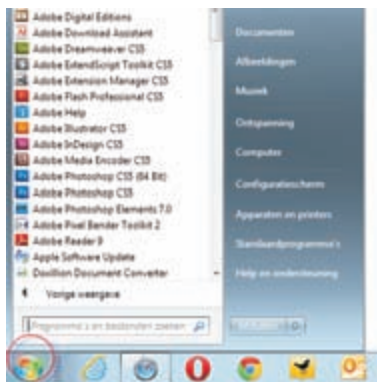 Adobe Digital Editions
Adobe Download Assistant
Adobe Dreamweaver CS5
Adobe ExtendScript Toolkit CS5
Adobe Extension Manager CS5
Adobe Flash Professional CS5
Adobe Help
Adobe Illustrator CS5
Adobe InDesign CS5
Adobe Media Encoder CS5
Adobe Photoshop CS5 (64 Bit)
Adobe Photoshop CS5
Adobe Photoshop Elements 7.0
Adobe Pixel Bender Toolkit 2
Adobe Reader 9
Apple Software Update
Doxillion Document Converter
Vorige weergave
Programma's en bestanden zoeken
Documenten
Afbeeldingen
Muziek
Ontspanning
Computer
Configuratiescherm
Apparaten en printers
Standaardprogramma's
Help en ondersteuning